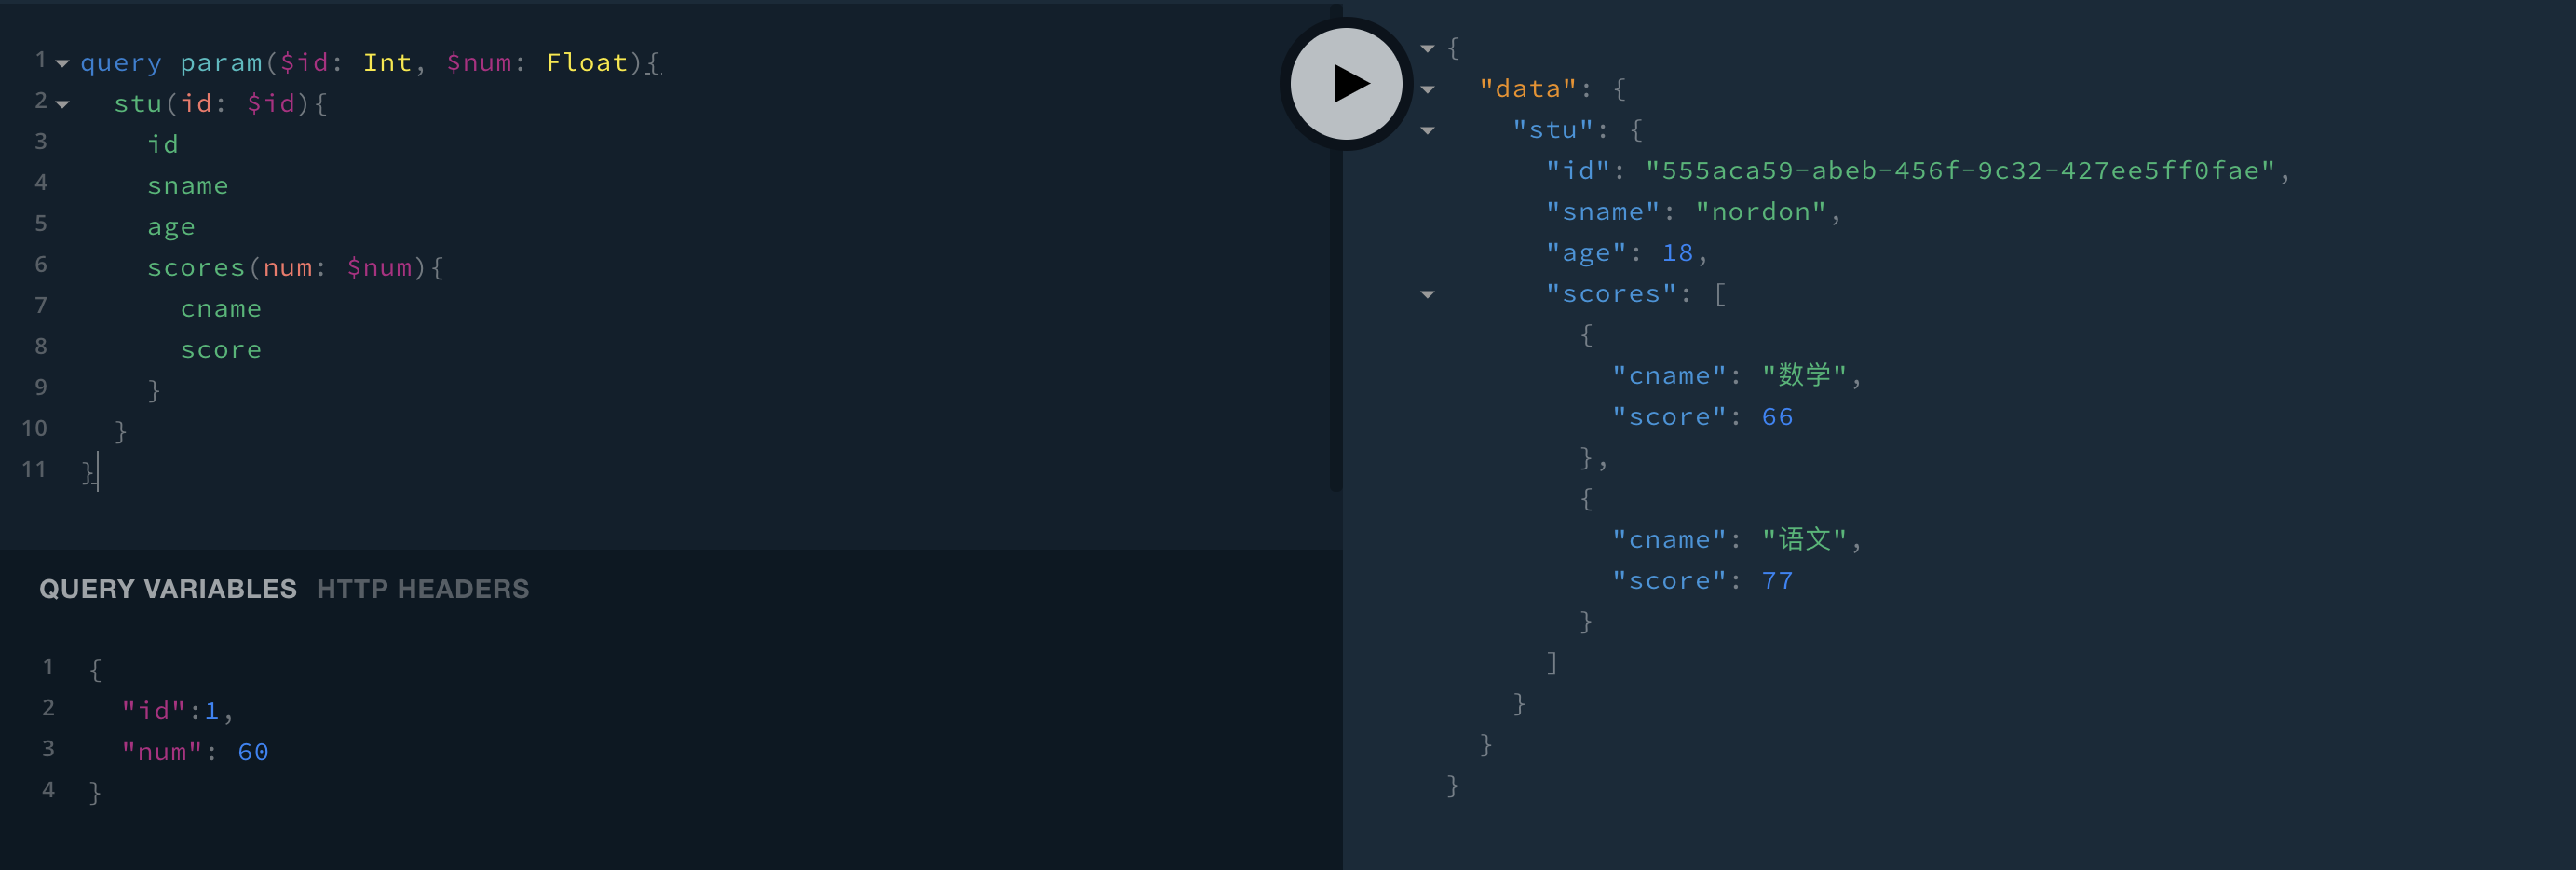 1 query param($id: Int, $num: Float){
2 stu(id: $id){
3 id
4 sname
5 age
6 scores(num: $num){
7 cname
8 score
9 }
10 }
11 }
QUERY VARIABLES HTTP HEADERS
1 {
2 "id":1,
3 "num": 60
4 }
{
"data": {
"stu": {
"id": "555aca59-abeb-456f-9c32-427ee5ff0fae",
"sname": "nordon",
"age": 18,
"scores": [
{
"cname": "数学",
"score": 66
},
{
"cname": "语文",
"score": 77
}
]
}
}
}